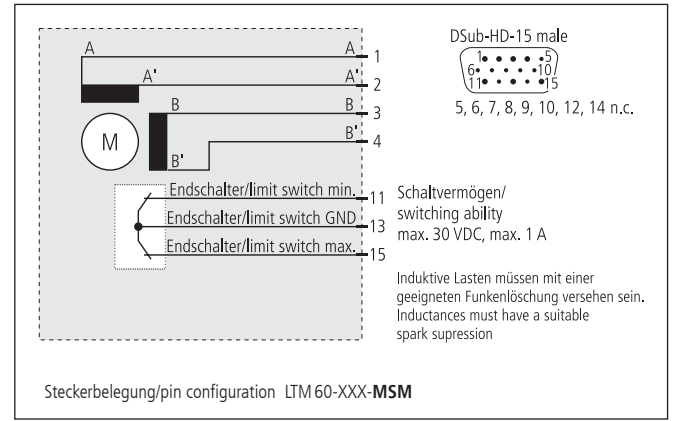 A A 1
A' A' 2
B B 3
B' B' 4
M
Endschalter/limit switch min. 11
Endschalter/limit switch GND 13
Endschalter/limit switch max. 15
DSub-HD-15 male
1 5
6 10
11 15
5, 6, 7, 8, 9, 10, 12, 14 n.c.
Schaltvermögen/
switching ability
max. 30 VDC, max. 1 A
Induktive Lasten müssen mit einer
geeigneten Funkenlöschung versehen sein.
Inductances must have a suitable
spark supression
Steckerbelegung/pin configuration LTM 60-XXX-MSM